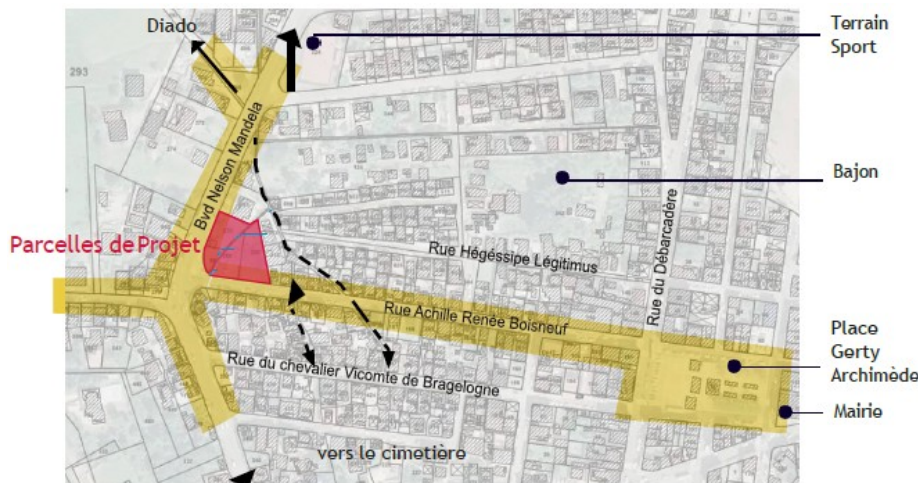 Diado
Terrain
Sport
293
Bvd Nelson Mandela
Bajon
Parcelles de Projet
Rue Hégéssipe Légitimus
Rue du Débarcadère
Rue Achille Renée Boisneuf
Place
Gerty
Archimède
Rue du chevalier Vicomte de Bragelogne
Mairie
vers le cimetière